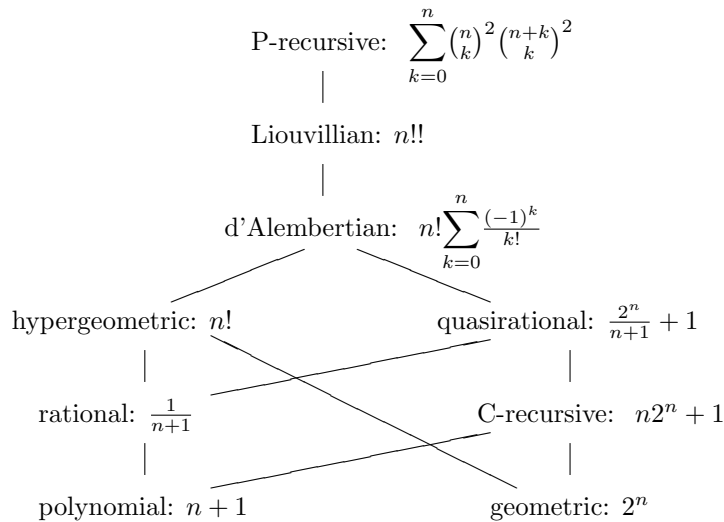 P-recursive: $\sum_{k=0}^{n} \binom{n}{k}^2 \binom{n+k}{k}^2$
Liouvillian: $n!!$
d'Alembertian: $n! \sum_{k=0}^{n} \frac{(-1)^k}{k!}$
hypergeometric: $n!$ quasirational: $\frac{2^n}{n+1} + 1$
rational: $\frac{1}{n+1}$ C-recursive: $n2^n + 1$
polynomial: $n + 1$ geometric: $2^n$